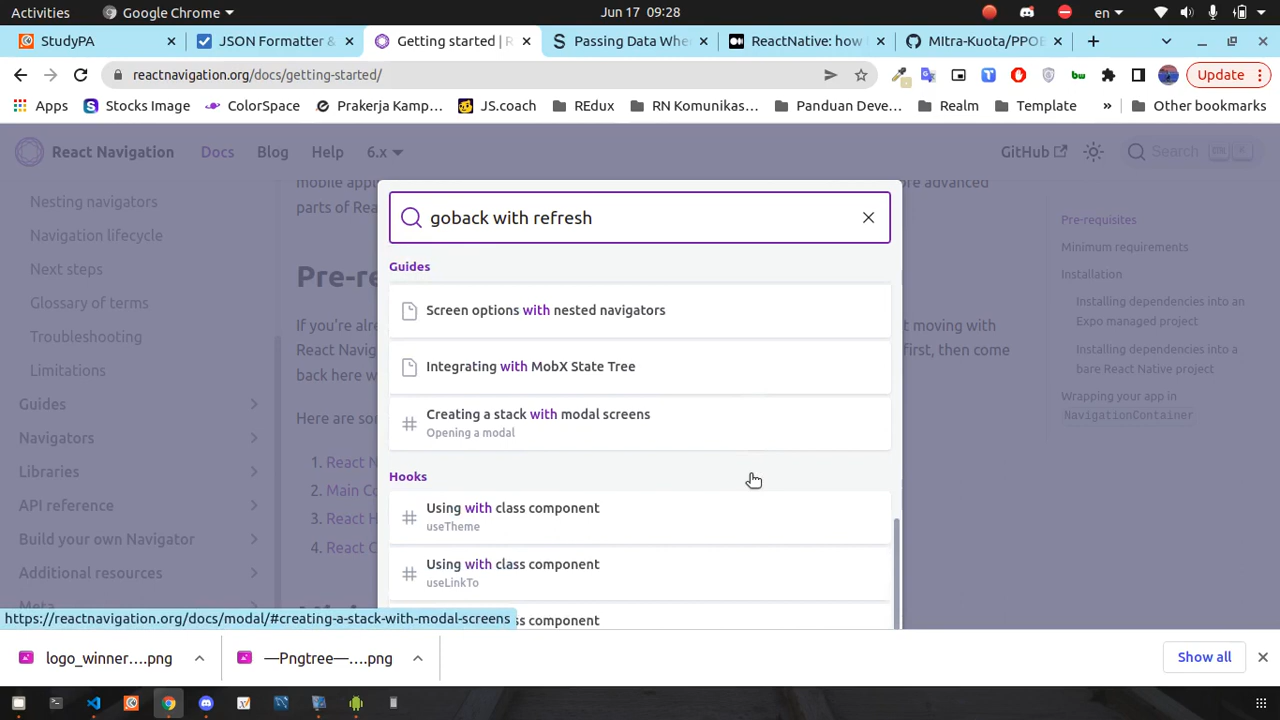 Activities
Google Chrome
Jun 17 09:28
en
StudyPA
JSON Formatter &
Getting started | R
Passing Data Whe
ReactNative: how
MItra-Kuota/PPOB
reactnavigation.org/docs/getting-started/
Update
Apps
Stocks Image
ColorSpace
Prakerja Kamp...
JS.coach
REdux
RN Komunikas...
Panduan Deve...
Realm
Template
»
Other bookmarks
React Navigation
Docs
Blog
Help
6.x
GitHub
Search
Nesting navigators
Navigation lifecycle
Next steps
Glossary of terms
Troubleshooting
Limitations
Guides
Navigators
Libraries
API reference
Build your own Navigator
Additional resources
Meta
mobile appl
ore advanced
parts of Rea
Pre-re
If you're alre
t moving with
React Navig
first, then come
back here w
Here are som
1. React N
2. Main Co
3. React H
4. React C
goback with refresh
Guides
Screen options with nested navigators
Integrating with MobX State Tree
Creating a stack with modal screens
Opening a modal
Hooks
Using with class component
useTheme
Using with class component
useLinkTo
ss component
Pre-requisites
Minimum requirements
Installation
Installing dependencies into an
Expo managed project
Installing dependencies into a
bare React Native project
Wrapping your app in
NavigationContainer
https://reactnavigation.org/docs/modal/#creating-a-stack-with-modal-screens
logo_winner....png
—Pngtree—....png
Show all